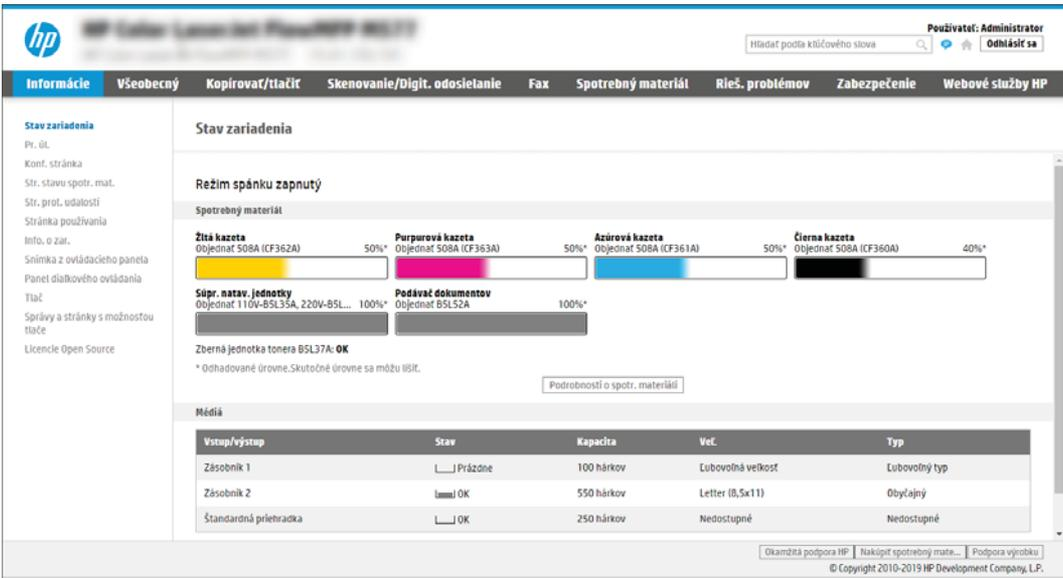 hp
HP Color LaserJet FlowMFP M577
Používateľ: Administrator
Hľadať podľa kľúčového slova
Odhlásiť sa
Informácie Všeobecný Kopírovať/tlačiť Skenovanie/Digit. odosielanie Fax Spotrebný materiál Rieš. problémov Zabezpečenie Webové služby HP
Stav zariadenia
Pr. úl.
Konf. stránka
Str. stavu spotr. mat.
Str. prot. udalostí
Stránka používania
Info. o zar.
Snímka z ovládacieho panela
Panel diaľkového ovládania
Tlač
Správy a stránky s možnosťou
tlače
Licencie Open Source
Stav zariadenia
Režim spánku zapnutý
Spotrebný materiál
Žltá kazeta
Objednať 508A (CF362A) 50%*
Purpurová kazeta
Objednať 508A (CF363A) 50%*
Azúrová kazeta
Objednať 508A (CF361A) 50%*
Čierna kazeta
Objednať 508A (CF360A) 40%*
Súpr. natav. jednotky
Objednať 110V-B5L35A, 220V-B5L... 100%*
Podávač dokumentov
Objednať B5L52A 100%*
Zberná jednotka tonera B5L37A: OK
* Odhadované úrovne.Skutočné úrovne sa môžu líšiť.
Podrobnosti o spotr. materiáli
Médiá
Vstup/výstup Stav Kapacita Veľ. Typ
Zásobník 1 Prázdne 100 hárkov Ľubovoľná veľkosť Ľubovoľný typ
Zásobník 2 OK 550 hárkov Letter (8,5x11) Obyčajný
Štandardná priehradka OK 250 hárkov Nedostupné Nedostupné
Okamžitá podpora HP Nakúpiť spotrebný mate... Podpora výrobku
© Copyright 2010-2019 HP Development Company, L.P.